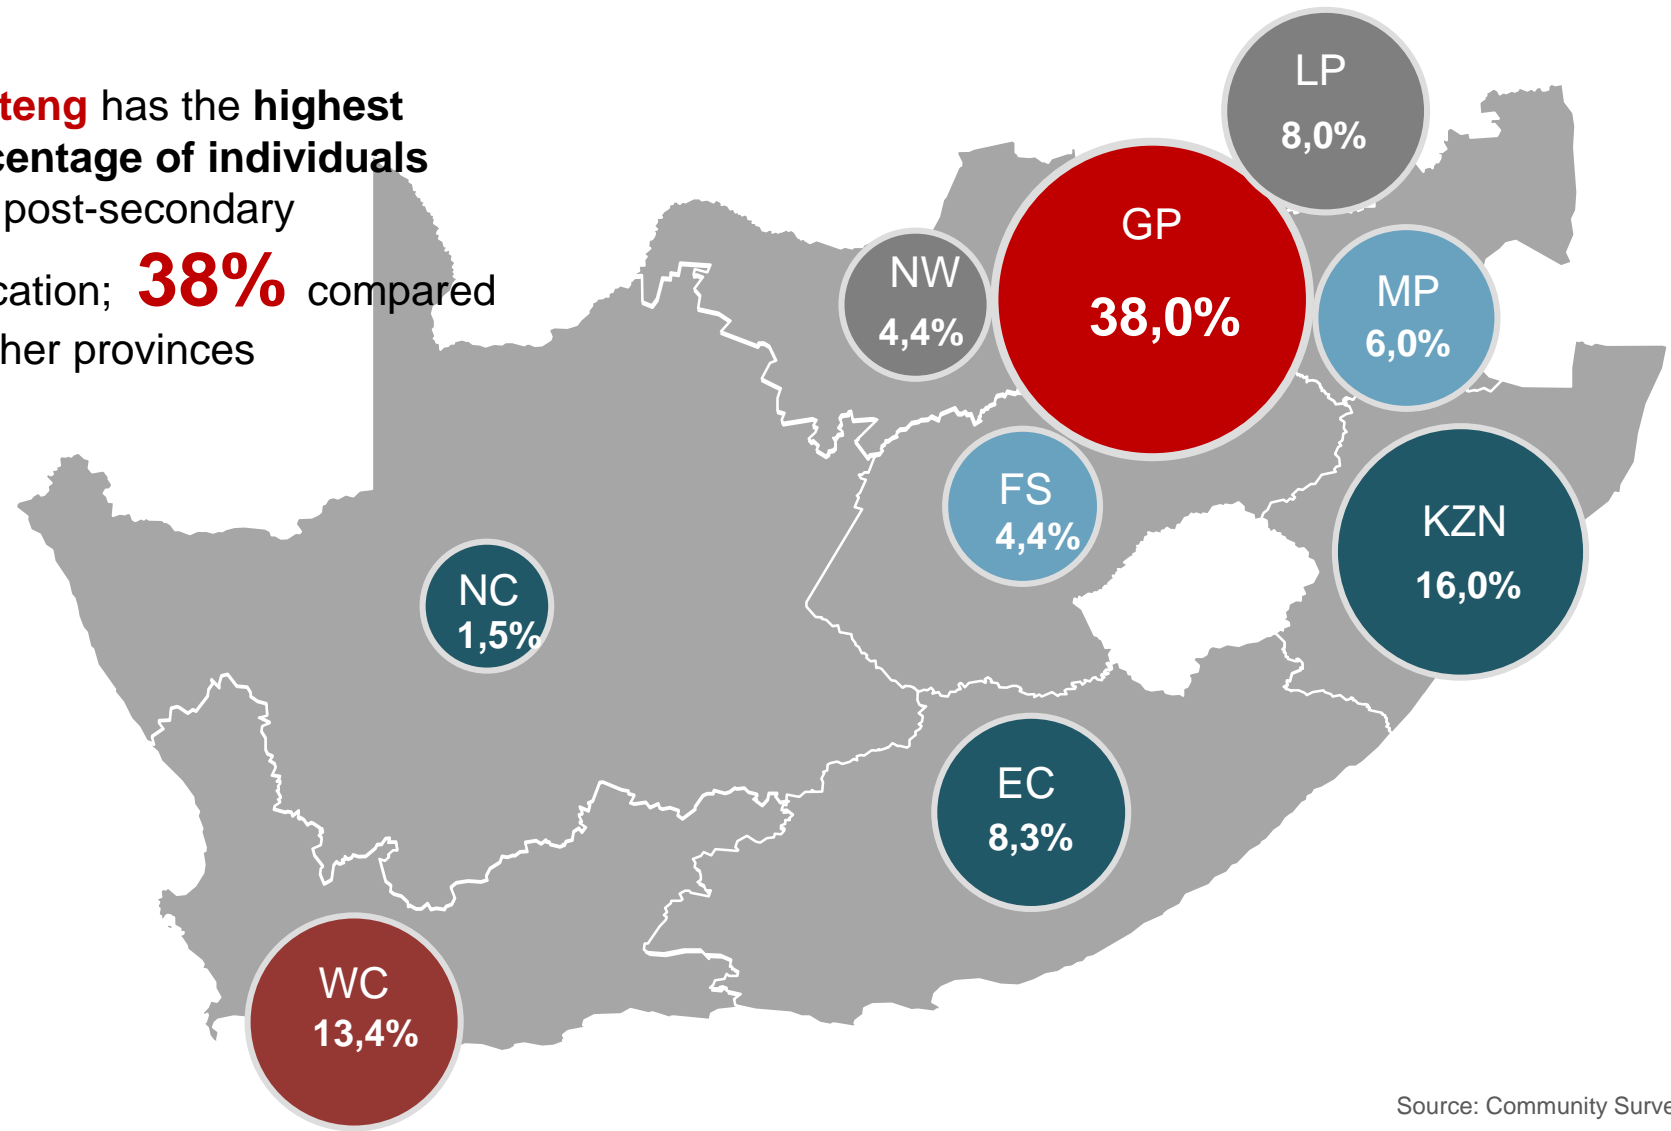 teng has the highest
centage of individuals
post-secondary
cation; 38% compared
her provinces
LP
8,0%
GP
38,0%
NW
4,4%
MP
6,0%
FS
4,4%
KZN
16,0%
NC
1,5%
EC
8,3%
WC
13,4%
Source: Community Surve